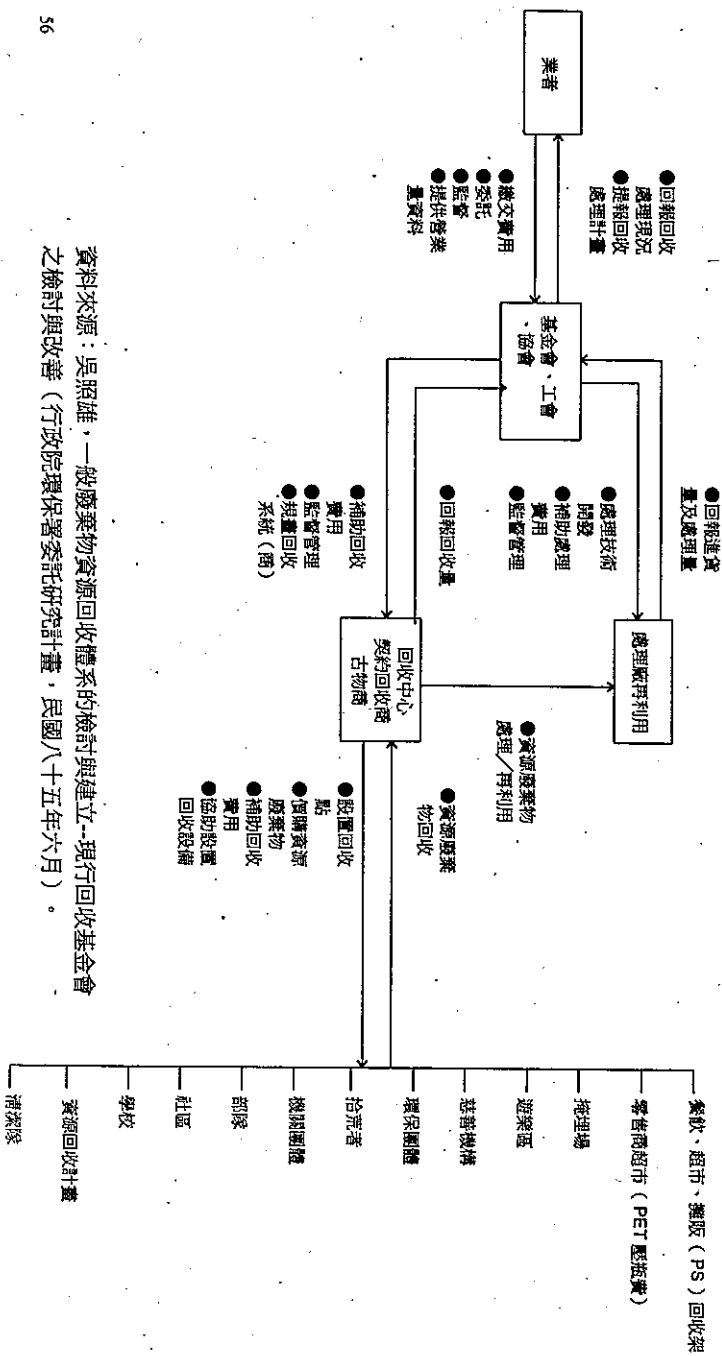 業者
●回報回收
處理現況
●提報回收
處理計畫
●繳交費用
●委託
●監督
●提供營業
量資料
基金會、工會
、協會
●回報進貨
量及處理量
●處理技術
開發
●補助處理
費用
●監督管理
●回報回收量
●補助回收
費用
●監督管理
●規畫回收
系統(商)
處理廠再利用
回收中心
契約回收商
古物商
●資源廢棄物
處理/再利用
●資源廢棄
物回收
●設置回收
點
●價購資源
廢棄物
●補助回收
費用
●協助設置
回收設備
餐飲、超市、攤販(PS)回收架
零售商超市(PET壓瓶費)
掩埋場
遊樂區
慈善機構
環保團體
拾荒者
機關團體
部隊
社區
學校
資源回收計畫
清潔隊
資料來源:吳照雄,一般廢棄物資源回收體系的檢討與建立--現行回收基金會
之檢討與改善(行政院環保署委託研究計畫,民國八十五年六月)。
56